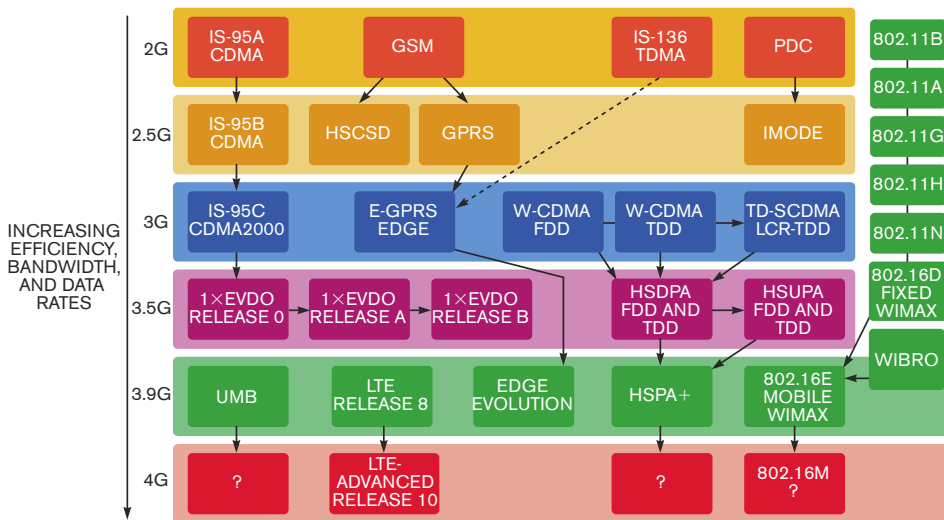 2G
IS-95A
CDMA
GSM
IS-136
TDMA
PDC
802.11B
802.11A
2.5G
IS-95B
CDMA
HSCSD
GPRS
IMODE
802.11G
802.11H
3G
IS-95C
CDMA2000
E-GPRS
EDGE
W-CDMA
FDD
W-CDMA
TDD
TD-SCDMA
LCR-TDD
802.11N
INCREASING
EFFICIENCY,
BANDWIDTH,
AND DATA
RATES
3.5G
1×EVDO
RELEASE 0
1×EVDO
RELEASE A
1×EVDO
RELEASE B
HSDPA
FDD AND
TDD
HSUPA
FDD AND
TDD
802.16D
FIXED
WIMAX
WIBRO
3.9G
UMB
LTE
RELEASE 8
EDGE
EVOLUTION
HSPA+
802.16E
MOBILE
WIMAX
4G
?
LTE-
ADVANCED
RELEASE 10
?
802.16M
?